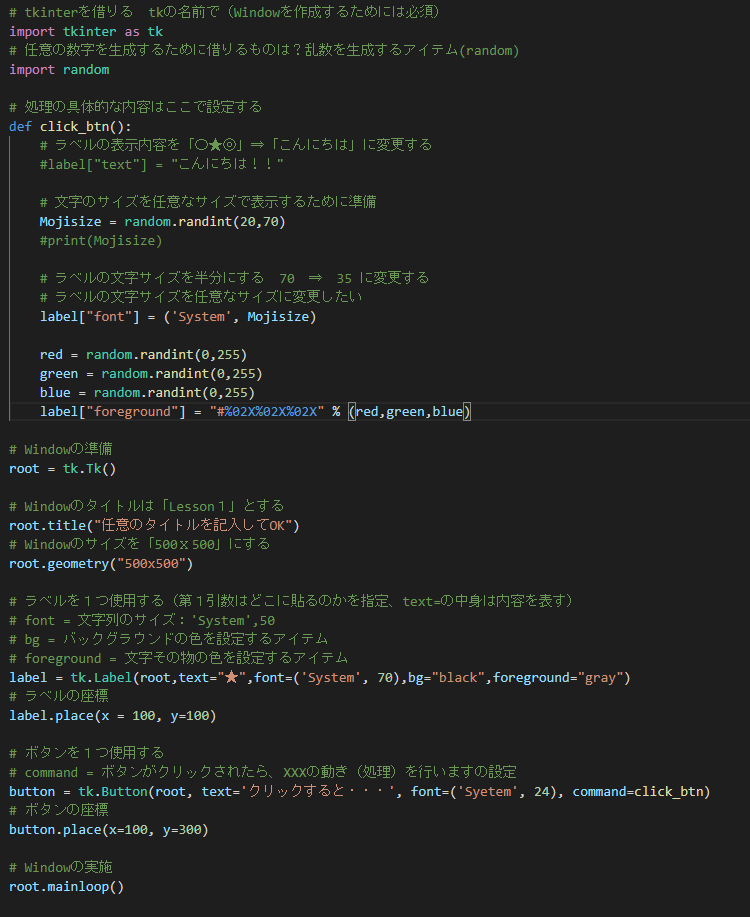 # tkinterを借りる　tkの名前で（Windowを作成するためには必須）
import tkinter as tk
# 任意の数字を生成するために借りるものは？乱数を生成するアイテム(random)
import random
# 処理の具体的な内容はここで設定する
def click_btn():
# ラベルの表示内容を「〇★◎」⇒「こんにちは」に変更する
#label["text"] = "こんにちは！！"
# 文字のサイズを任意なサイズで表示するために準備
Mojisize = random.randint(20,70)
#print(Mojisize)
# ラベルの文字サイズを半分にする　70　⇒　35 に変更する
# ラベルの文字サイズを任意なサイズに変更したい
label["font"] = ('System', Mojisize)
red = random.randint(0,255)
green = random.randint(0,255)
blue = random.randint(0,255)
label["foreground"] = "#%02X%02X%02X" % (red,green,blue)
# Windowの準備
root = tk.Tk()
# Windowのタイトルは「Lesson１」とする
root.title("任意のタイトルを記入してOK")
# Windowのサイズを「500ｘ500」にする
root.geometry("500x500")
# ラベルを１つ使用する（第１引数はどこに貼るのかを指定、text=の中身は内容を表す）
# font = 文字列のサイズ：'System',50
# bg = バックグラウンドの色を設定するアイテム
# foreground = 文字その物の色を設定するアイテム
label = tk.Label(root,text="★",font=('System', 70),bg="black",foreground="gray")
# ラベルの座標
label.place(x = 100, y=100)
# ボタンを１つ使用する
# command = ボタンがクリックされたら、XXXの動き（処理）を行いますの設定
button = tk.Button(root, text='クリックすると・・・', font=('Syetem', 24), command=click_btn)
# ボタンの座標
button.place(x=100, y=300)
# Windowの実施
root.mainloop()